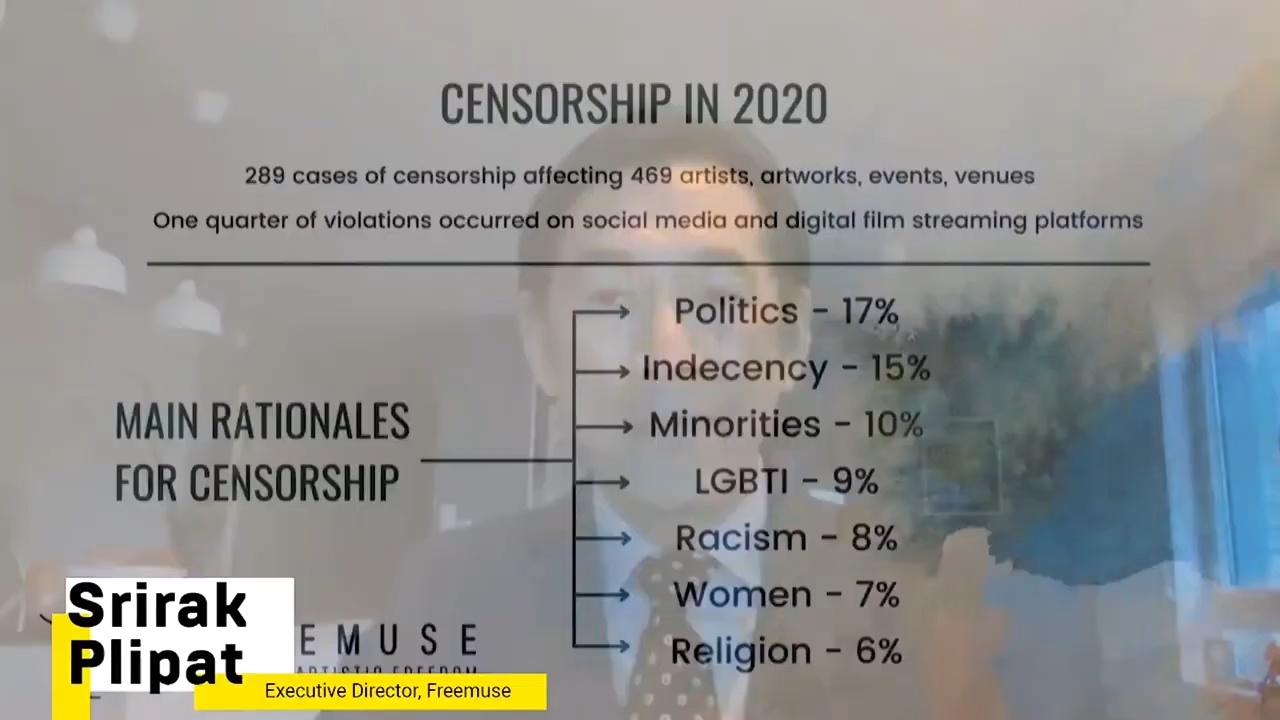 CENSORSHIP IN 2020
289 cases of censorship affecting 469 artists, artworks, events, venues
One quarter of violations occurred on social media and digital film streaming platforms
MAIN RATIONALES
FOR CENSORSHIP
Politics - 17%
Indecency - 15%
Minorities - 10%
LGBTI - 9%
Racism - 8%
Women - 7%
Religion - 6%
EMUSE
ARTISTIC FREEDOM
Srirak
Plipat
Executive Director, Freemuse